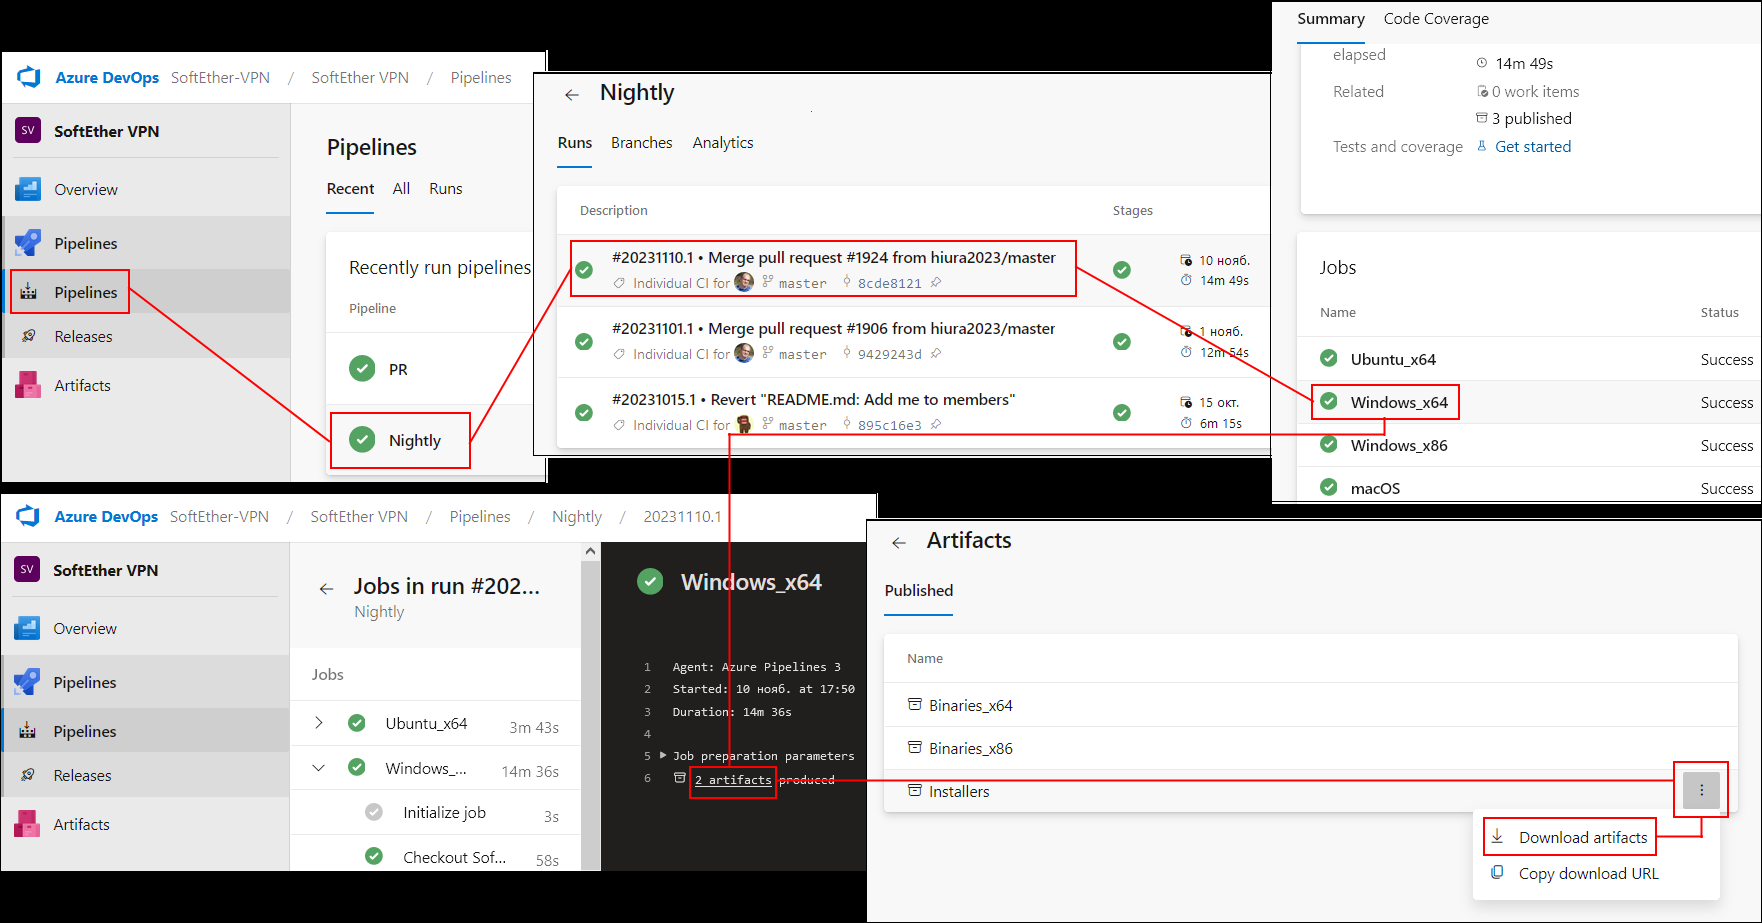 Azure DevOps SoftEther-VPN / SoftEther VPN / Pipelines
SV SoftEther VPN
Overview
Pipelines
Pipelines
Releases
Artifacts
Pipelines
Recent All Runs
Recently run pipelines
Pipeline
PR
Nightly
Nightly
Runs Branches Analytics
Description Stages
#20231110.1 • Merge pull request #1924 from hiura2023/master
Individual CI for master 8cde8121
10 нояб.
14m 49s
#20231101.1 • Merge pull request #1906 from hiura2023/master
Individual CI for master 9429243d
1 нояб.
12m 54s
#20231015.1 • Revert "README.md: Add me to members"
Individual CI for master 895c16e3
15 окт.
6m 15s
Summary Code Coverage
elapsed
14m 49s
Related 0 work items
3 published
Tests and coverage Get started
Jobs
Name Status
Ubuntu_x64 Success
Windows_x64 Success
Windows_x86 Success
macOS Success
Azure DevOps SoftEther-VPN / SoftEther VPN / Pipelines / Nightly / 20231110.1
SV SoftEther VPN
Overview
Pipelines
Pipelines
Releases
Artifacts
Jobs in run #202...
Nightly
Jobs
Ubuntu_x64 3m 43s
Windows_... 14m 36s
Initialize job 3s
Checkout Sof... 58s
Windows_x64
1 Agent: Azure Pipelines 3
2 Started: 10 нояб. at 17:50
3 Duration: 14m 36s
4
5 Job preparation parameters
6 2 artifacts produced
Artifacts
Published
Name
Binaries_x64
Binaries_x86
Installers
Download artifacts
Copy download URL